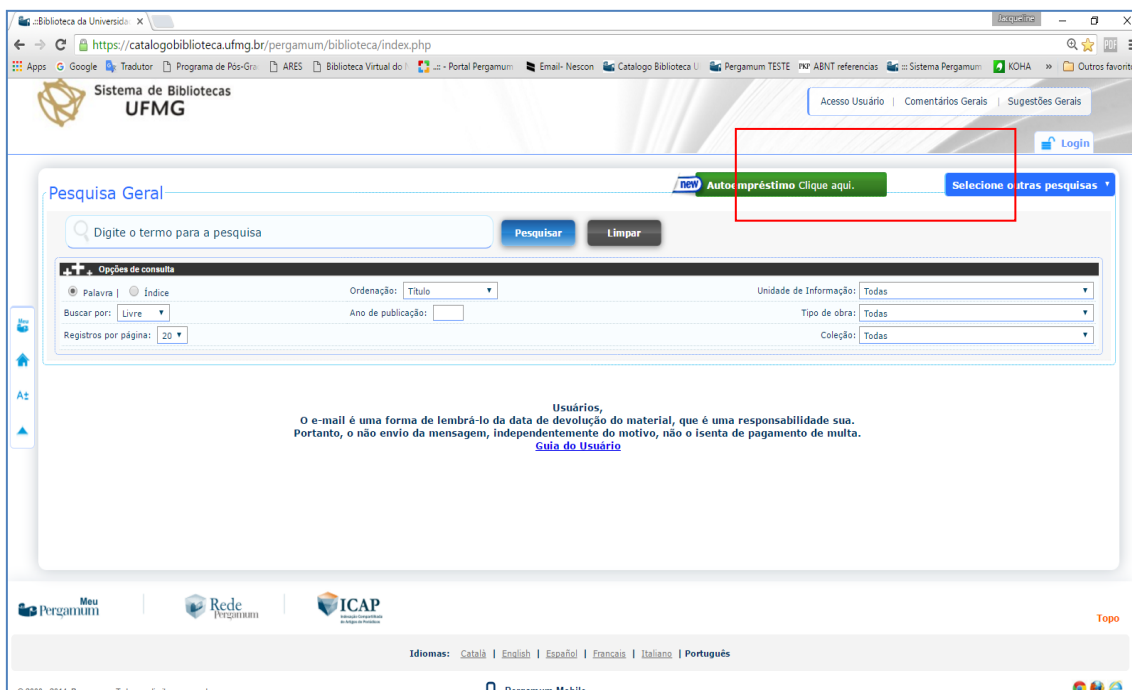 .::Biblioteca da Universida
Jacqueline
https://catalogobiblioteca.ufmg.br/pergamum/biblioteca/index.php
PDF
Apps Google Tradutor Programa de Pós-Gra ARES Biblioteca Virtual do ..:: - Portal Pergamum Email- Nescon Catalogo Biblioteca U Pergamum TESTE PKP ABNT referencias ::: Sistema Pergamum KOHA » Outros favorit
Sistema de Bibliotecas
UFMG
Acesso Usuário | Comentários Gerais | Sugestões Gerais
Login
Pesquisa Geral
new Autoempréstimo Clique aqui.
Selecione outras pesquisas
Digite o termo para a pesquisa
Pesquisar
Limpar
Opções de consulta
Palavra | Índice
Ordenação: Título
Unidade de Informação: Todas
Buscar por: Livre
Ano de publicação:
Tipo de obra: Todas
Registros por página: 20
Coleção: Todas
Meu
A±
Usuários,
O e-mail é uma forma de lembrá-lo da data de devolução do material, que é uma responsabilidade sua.
Portanto, o não envio da mensagem, independentemente do motivo, não o isenta de pagamento de multa.
Guia do Usuário
Meu
Pergamum
Rede
Pergamum
ICAP
Topo
Idiomas: Català | English | Español | Français | Italiano | Português
Pergamum Mobile